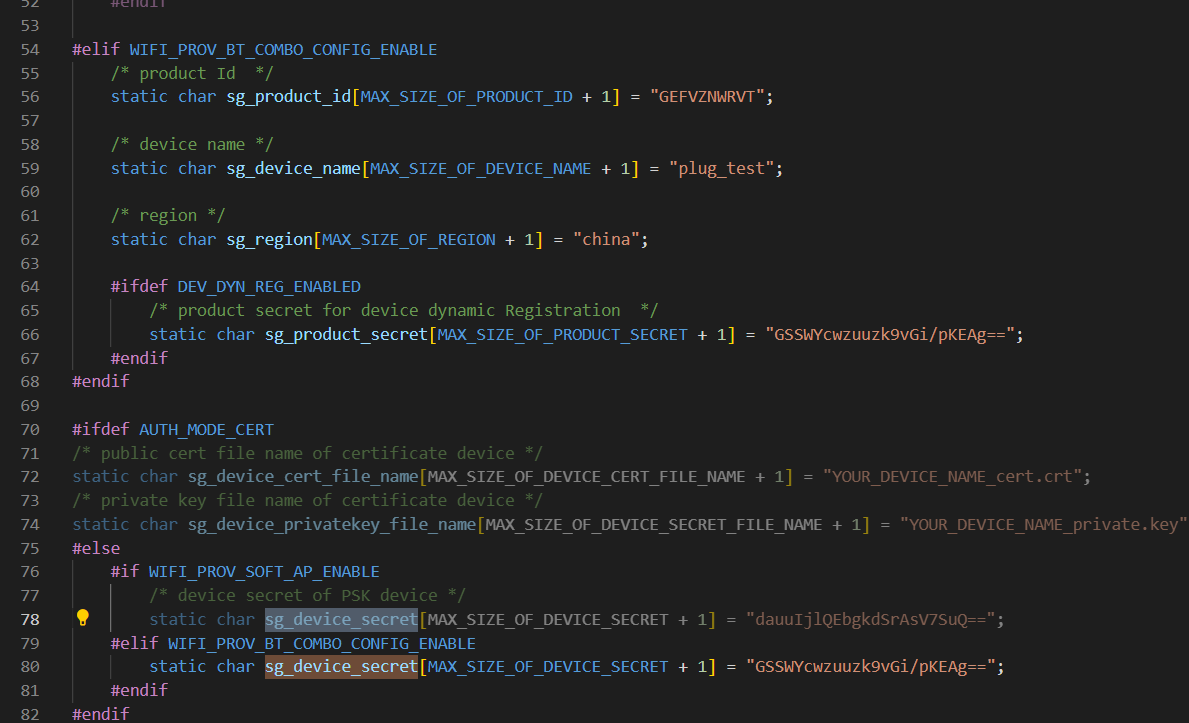 52 #endif
53
54 #elif WIFI_PROV_BT_COMBO_CONFIG_ENABLE
55 /* product Id  */
56 static char sg_product_id[MAX_SIZE_OF_PRODUCT_ID + 1] = "GEFVZNWRVT";
57
58 /* device name */
59 static char sg_device_name[MAX_SIZE_OF_DEVICE_NAME + 1] = "plug_test";
60
61 /* region */
62 static char sg_region[MAX_SIZE_OF_REGION + 1] = "china";
63
64 #ifdef DEV_DYN_REG_ENABLED
65 /* product secret for device dynamic Registration  */
66 static char sg_product_secret[MAX_SIZE_OF_PRODUCT_SECRET + 1] = "GSSWYcwzuuzk9vGi/pKEAg==";
67 #endif
68 #endif
69
70 #ifdef AUTH_MODE_CERT
71 /* public cert file name of certificate device */
72 static char sg_device_cert_file_name[MAX_SIZE_OF_DEVICE_CERT_FILE_NAME + 1] = "YOUR_DEVICE_NAME_cert.crt";
73 /* private key file name of certificate device */
74 static char sg_device_privatekey_file_name[MAX_SIZE_OF_DEVICE_SECRET_FILE_NAME + 1] = "YOUR_DEVICE_NAME_private.key"
75 #else
76 #if WIFI_PROV_SOFT_AP_ENABLE
77 /* device secret of PSK device */
78 static char sg_device_secret[MAX_SIZE_OF_DEVICE_SECRET + 1] = "dauuIjlQEbgkdSrAsV7SuQ==";
79 #elif WIFI_PROV_BT_COMBO_CONFIG_ENABLE
80 static char sg_device_secret[MAX_SIZE_OF_DEVICE_SECRET + 1] = "GSSWYcwzuuzk9vGi/pKEAg==";
81 #endif
82 #endif